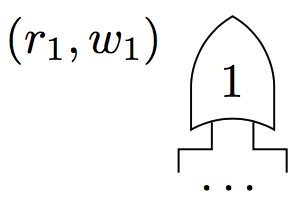 (r₁, w₁)
1
...